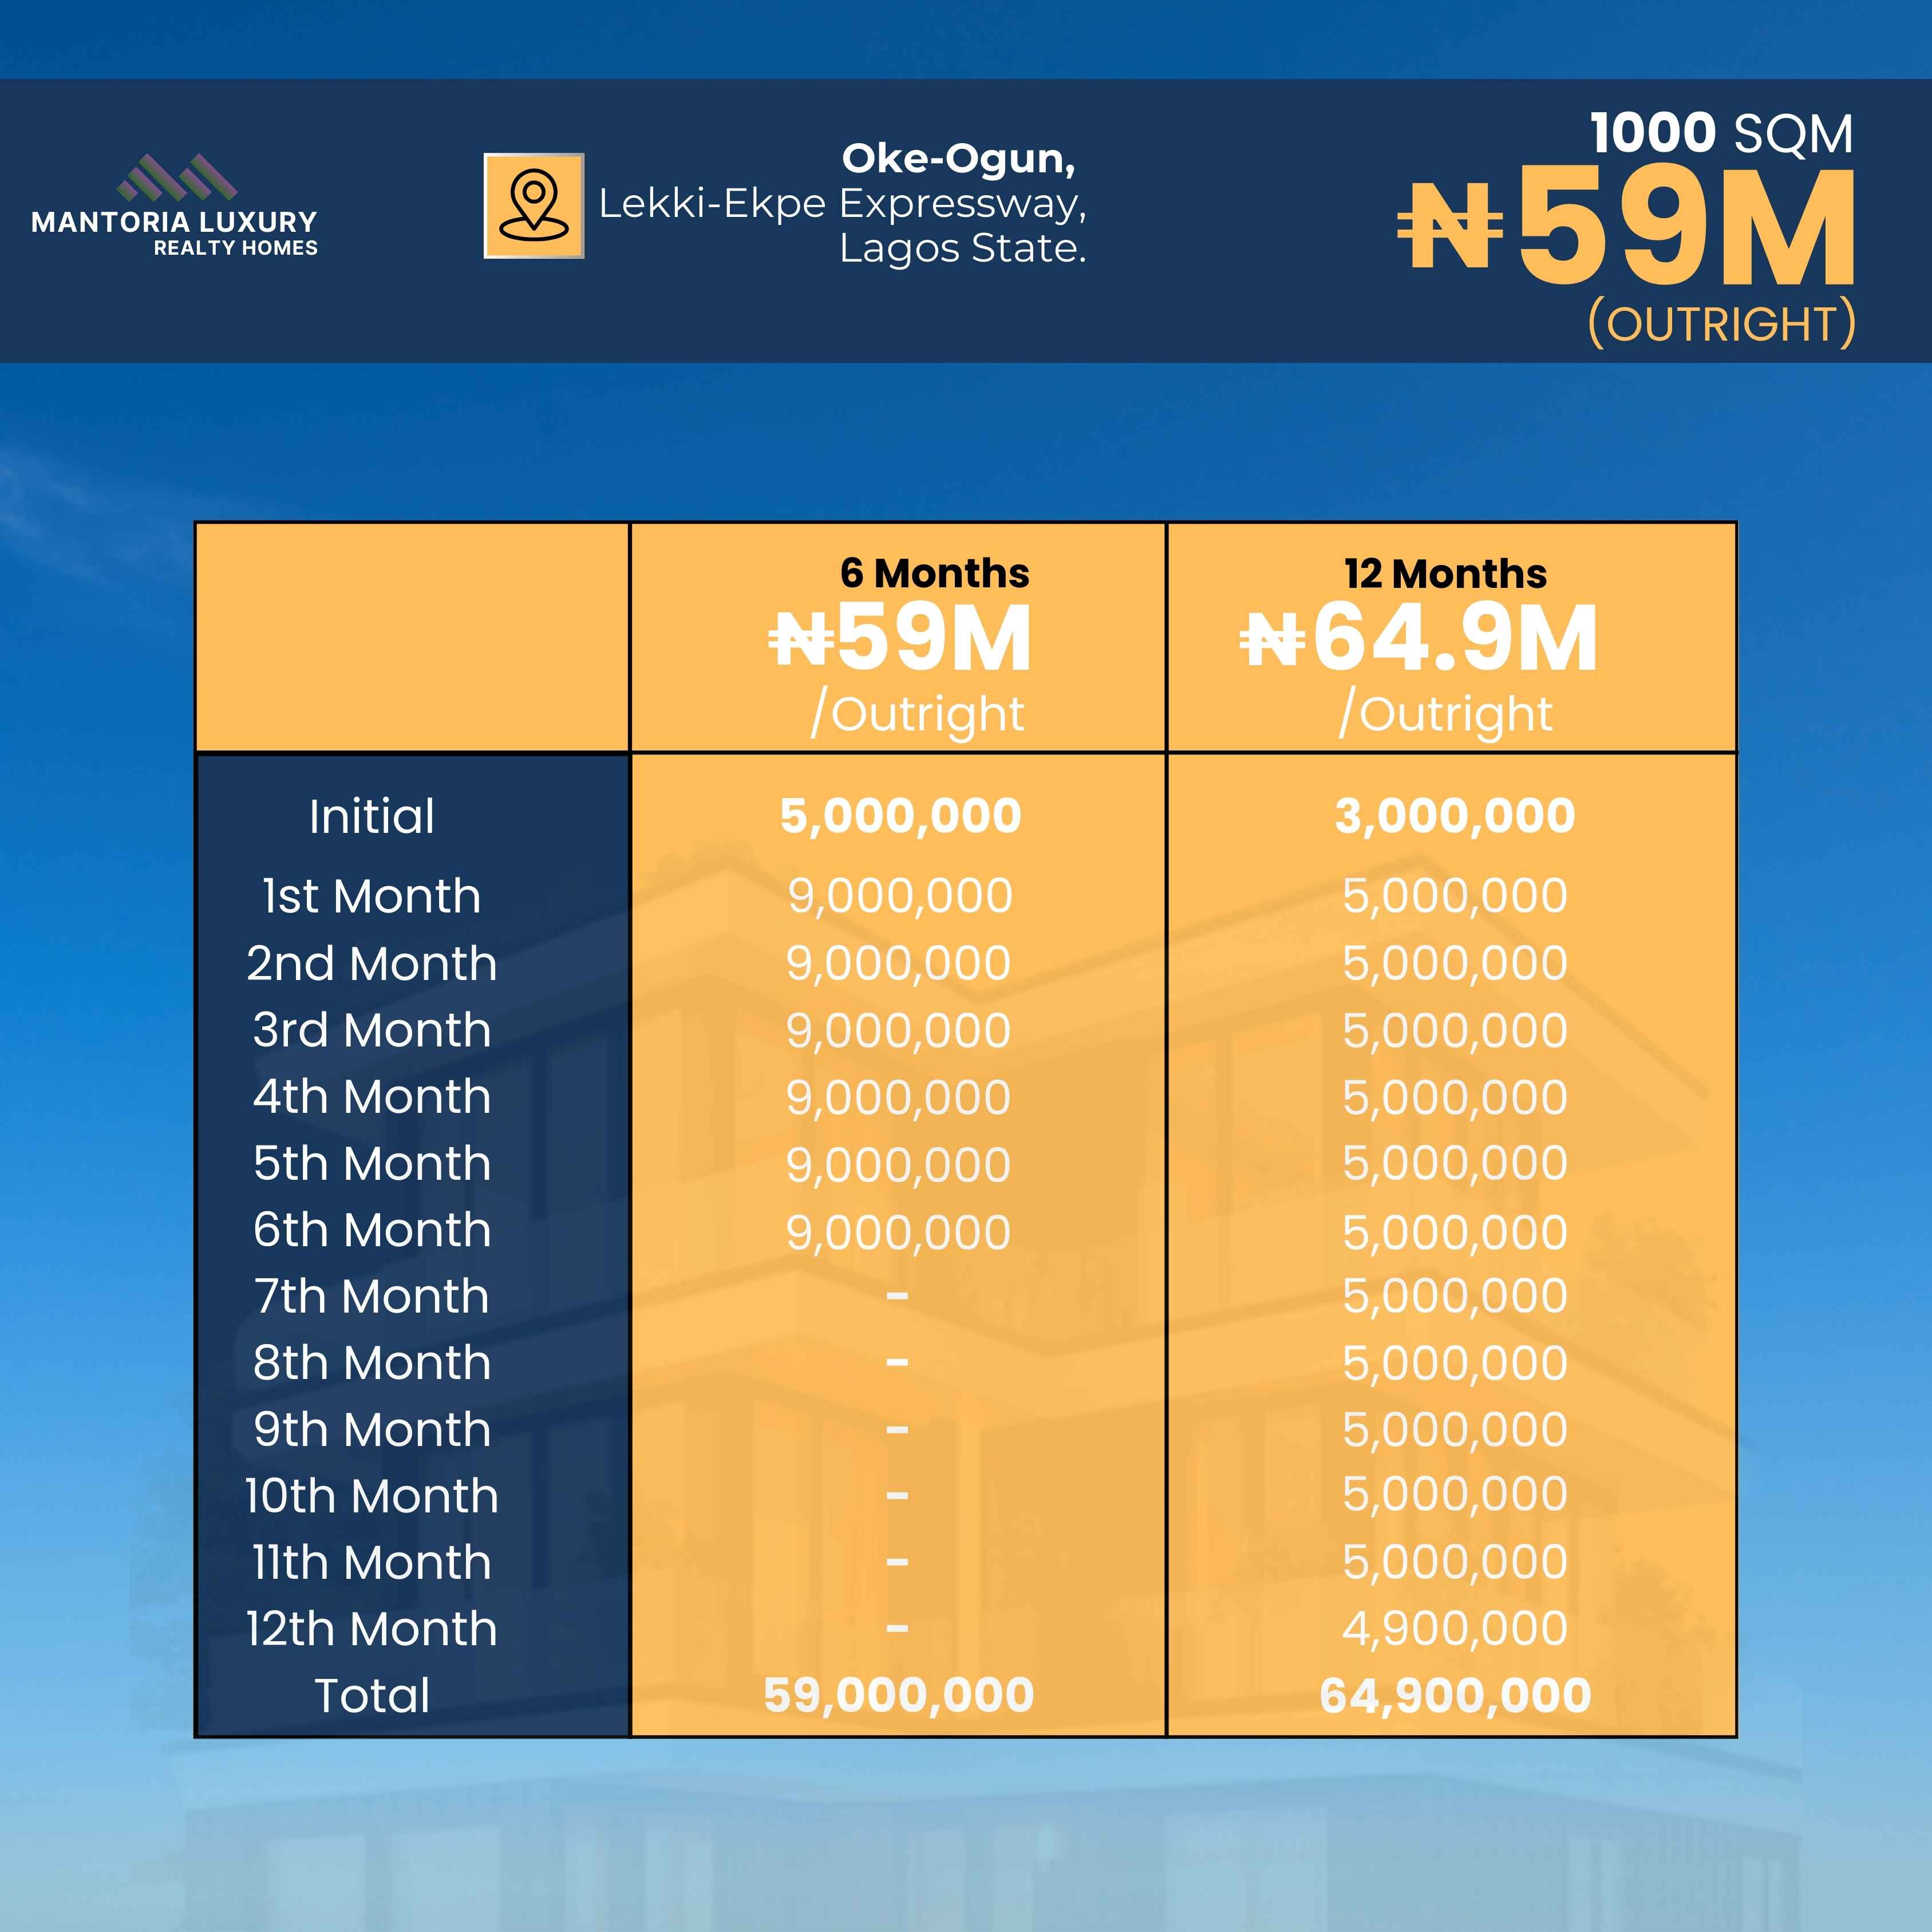 MANTORIA LUXURY
REALTY HOMES
Oke-Ogun,
Lekki-Ekpe Expressway,
Lagos State.
1000 SQM
₦59M
(OUTRIGHT)
6 Months
₦59M
/Outright
12 Months
₦64.9M
/Outright
Initial 5,000,000 3,000,000
1st Month 9,000,000 5,000,000
2nd Month 9,000,000 5,000,000
3rd Month 9,000,000 5,000,000
4th Month 9,000,000 5,000,000
5th Month 9,000,000 5,000,000
6th Month 9,000,000 5,000,000
7th Month - 5,000,000
8th Month - 5,000,000
9th Month - 5,000,000
10th Month - 5,000,000
11th Month - 5,000,000
12th Month - 4,900,000
Total 59,000,000 64,900,000